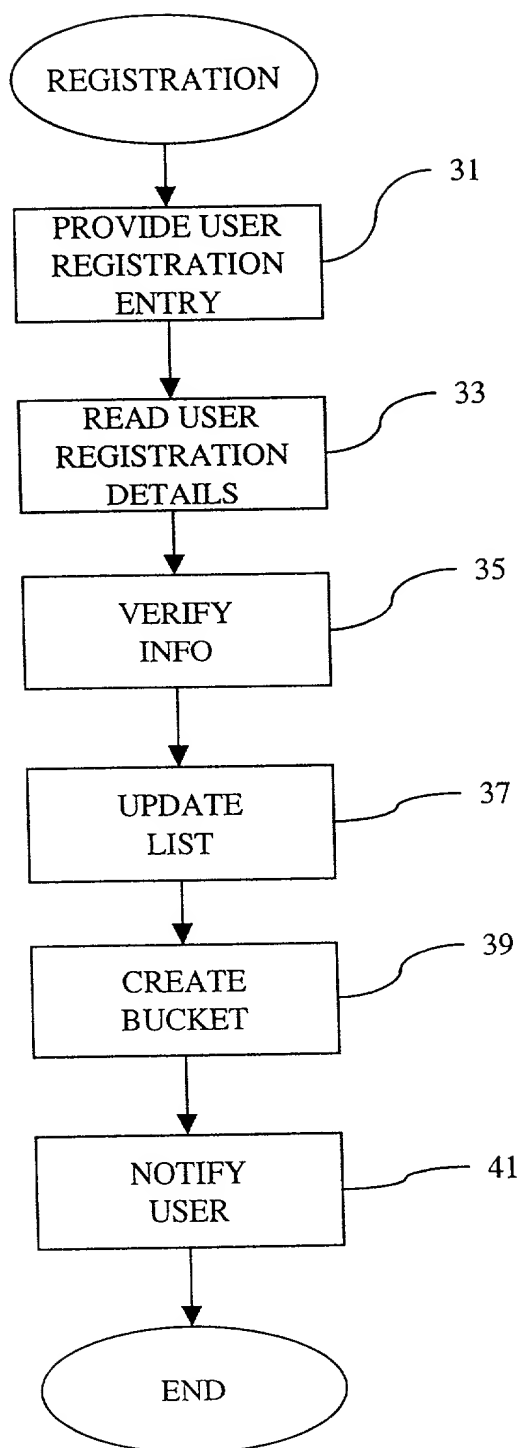 REGISTRATION
31
PROVIDE USER
REGISTRATION
ENTRY
33
READ USER
REGISTRATION
DETAILS
35
VERIFY
INFO
37
UPDATE
LIST
39
CREATE
BUCKET
41
NOTIFY
USER
END